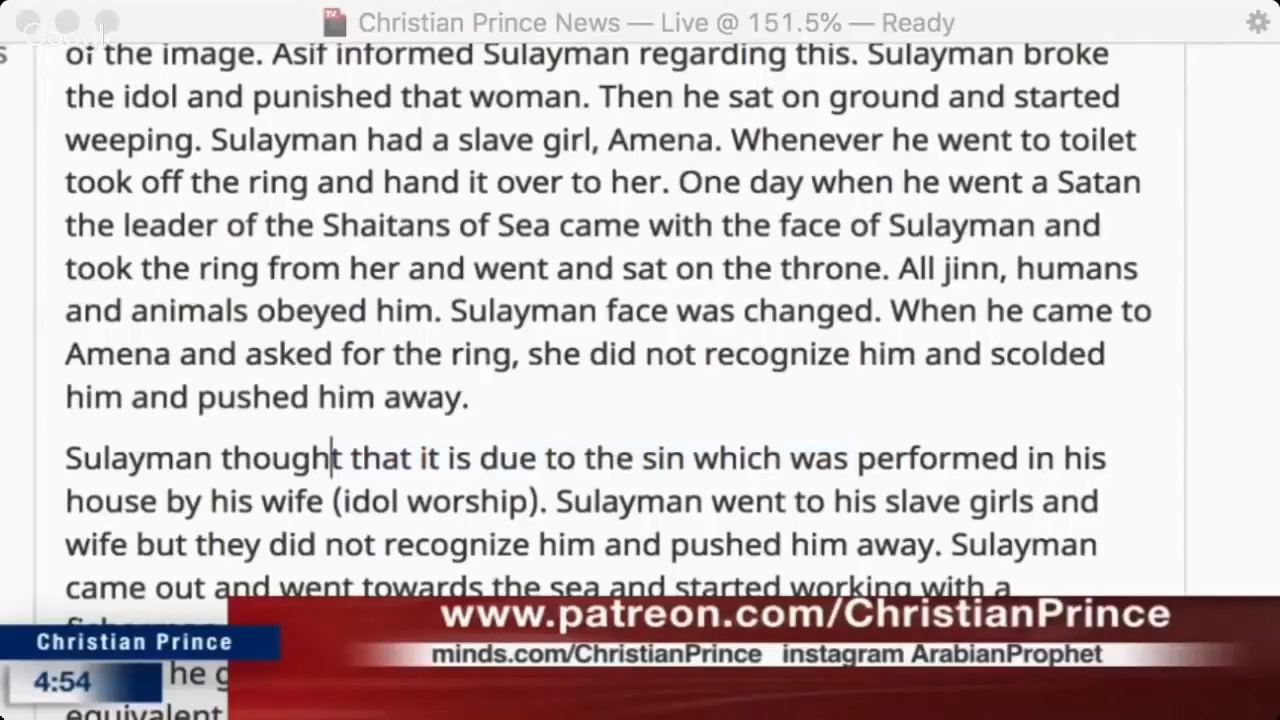 Christian Prince News — Live @ 151.5% — Ready
of the image. Asif informed Sulayman regarding this. Sulayman broke
the idol and punished that woman. Then he sat on ground and started
weeping. Sulayman had a slave girl, Amena. Whenever he went to toilet
took off the ring and hand it over to her. One day when he went a Satan
the leader of the Shaitans of Sea came with the face of Sulayman and
took the ring from her and went and sat on the throne. All jinn, humans
and animals obeyed him. Sulayman face was changed. When he came to
Amena and asked for the ring, she did not recognize him and scolded
him and pushed him away.
Sulayman thought that it is due to the sin which was performed in his
house by his wife (idol worship). Sulayman went to his slave girls and
wife but they did not recognize him and pushed him away. Sulayman
came out and went towards the sea and started working with a
he g
equivalent
www.patreon.com/ChristianPrince
Christian Prince
minds.com/ChristianPrince instagram ArabianProphet
4:54